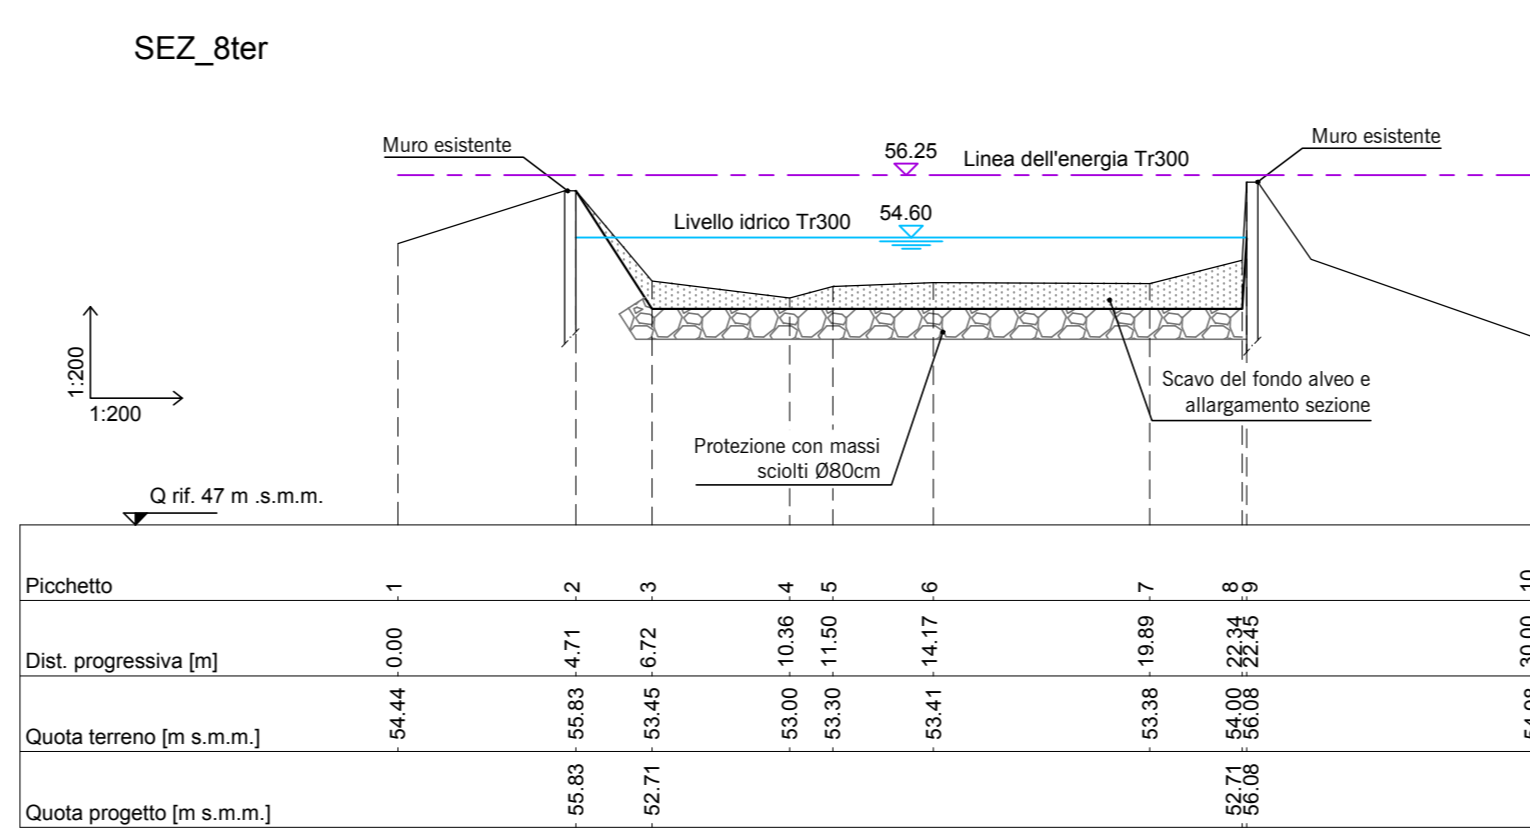 SEZ_8ter
Muro esistente
56.25
Linea dell'energia Tr300
Muro esistente
Livello idrico Tr300
54.60
1:200
1:200
Scavo del fondo alveo e
allargamento sezione
Protezione con massi
sciolti Ø80cm
Q rif. 47 m .s.m.m.
Picchetto 1 2 3 4 5 6 7 8 9 10
Dist. progressiva [m] 0.00 4.71 6.72 10.36 11.50 14.17 19.89 22.34 22.45 30.00
Quota terreno [m s.m.m.] 54.44 55.83 53.45 53.00 53.30 53.41 53.38 54.00 56.08
Quota progetto [m s.m.m.] 55.83 52.71 52.71 56.08